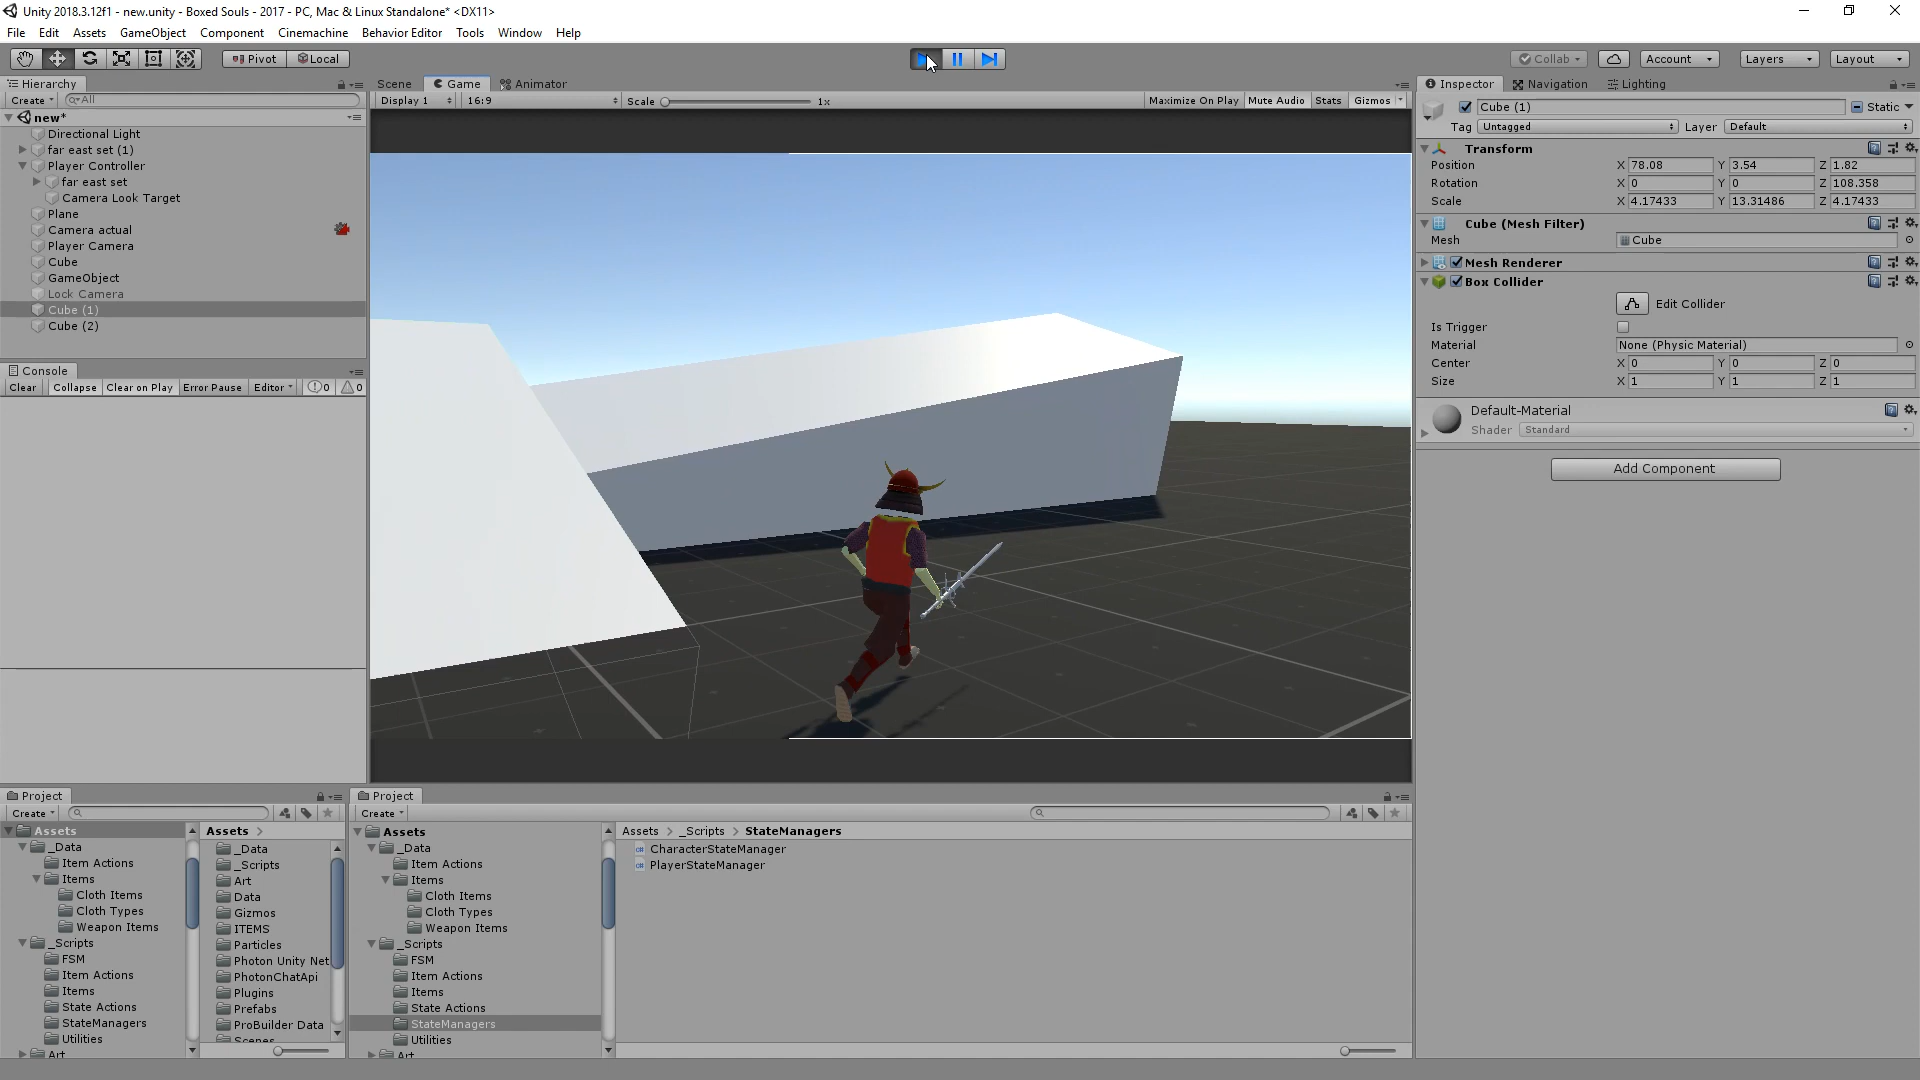 Unity 2018.3.12f1 - new.unity - Boxed Souls - 2017 - PC, Mac & Linux Standalone* <DX11>
File Edit Assets GameObject Component Cinemachine Behavior Editor Tools Window Help
Pivot Local Collab Account Layers Layout
Hierarchy
Create All
new*
Directional Light
far east set (1)
Player Controller
far east set
Camera Look Target
Plane
Camera actual
Player Camera
Cube
GameObject
Lock Camera
Cube (1)
Cube (2)
Console
Clear Collapse Clear on Play Error Pause Editor 0 0
Scene Game Animator
Display 1 16:9 Scale 1x Maximize On Play Mute Audio Stats Gizmos
Inspector Navigation Lighting
Cube (1) Static
Tag Untagged Layer Default
Transform
Position X 78.08 Y 3.54 Z 1.82
Rotation X 0 Y 0 Z 108.358
Scale X 4.17433 Y 13.31486 Z 4.17433
Cube (Mesh Filter)
Mesh Cube
Mesh Renderer
Box Collider
Edit Collider
Is Trigger
Material None (Physic Material)
Center X 0 Y 0 Z 0
Size X 1 Y 1 Z 1
Default-Material
Shader Standard
Add Component
Project
Create
Assets
_Data
Item Actions
Items
Cloth Items
Cloth Types
Weapon Items
_Scripts
FSM
Item Actions
Items
State Actions
StateManagers
Utilities
Art
Assets
_Data
_Scripts
Art
Data
Gizmos
ITEMS
Particles
Photon Unity Net
PhotonChatApi
Plugins
Prefabs
ProBuilder Data
Scenes
Project
Create
Assets
_Data
Item Actions
Items
Cloth Items
Cloth Types
Weapon Items
_Scripts
FSM
Item Actions
Items
State Actions
StateManagers
Utilities
Art
Assets _Scripts StateManagers
CharacterStateManager
PlayerStateManager